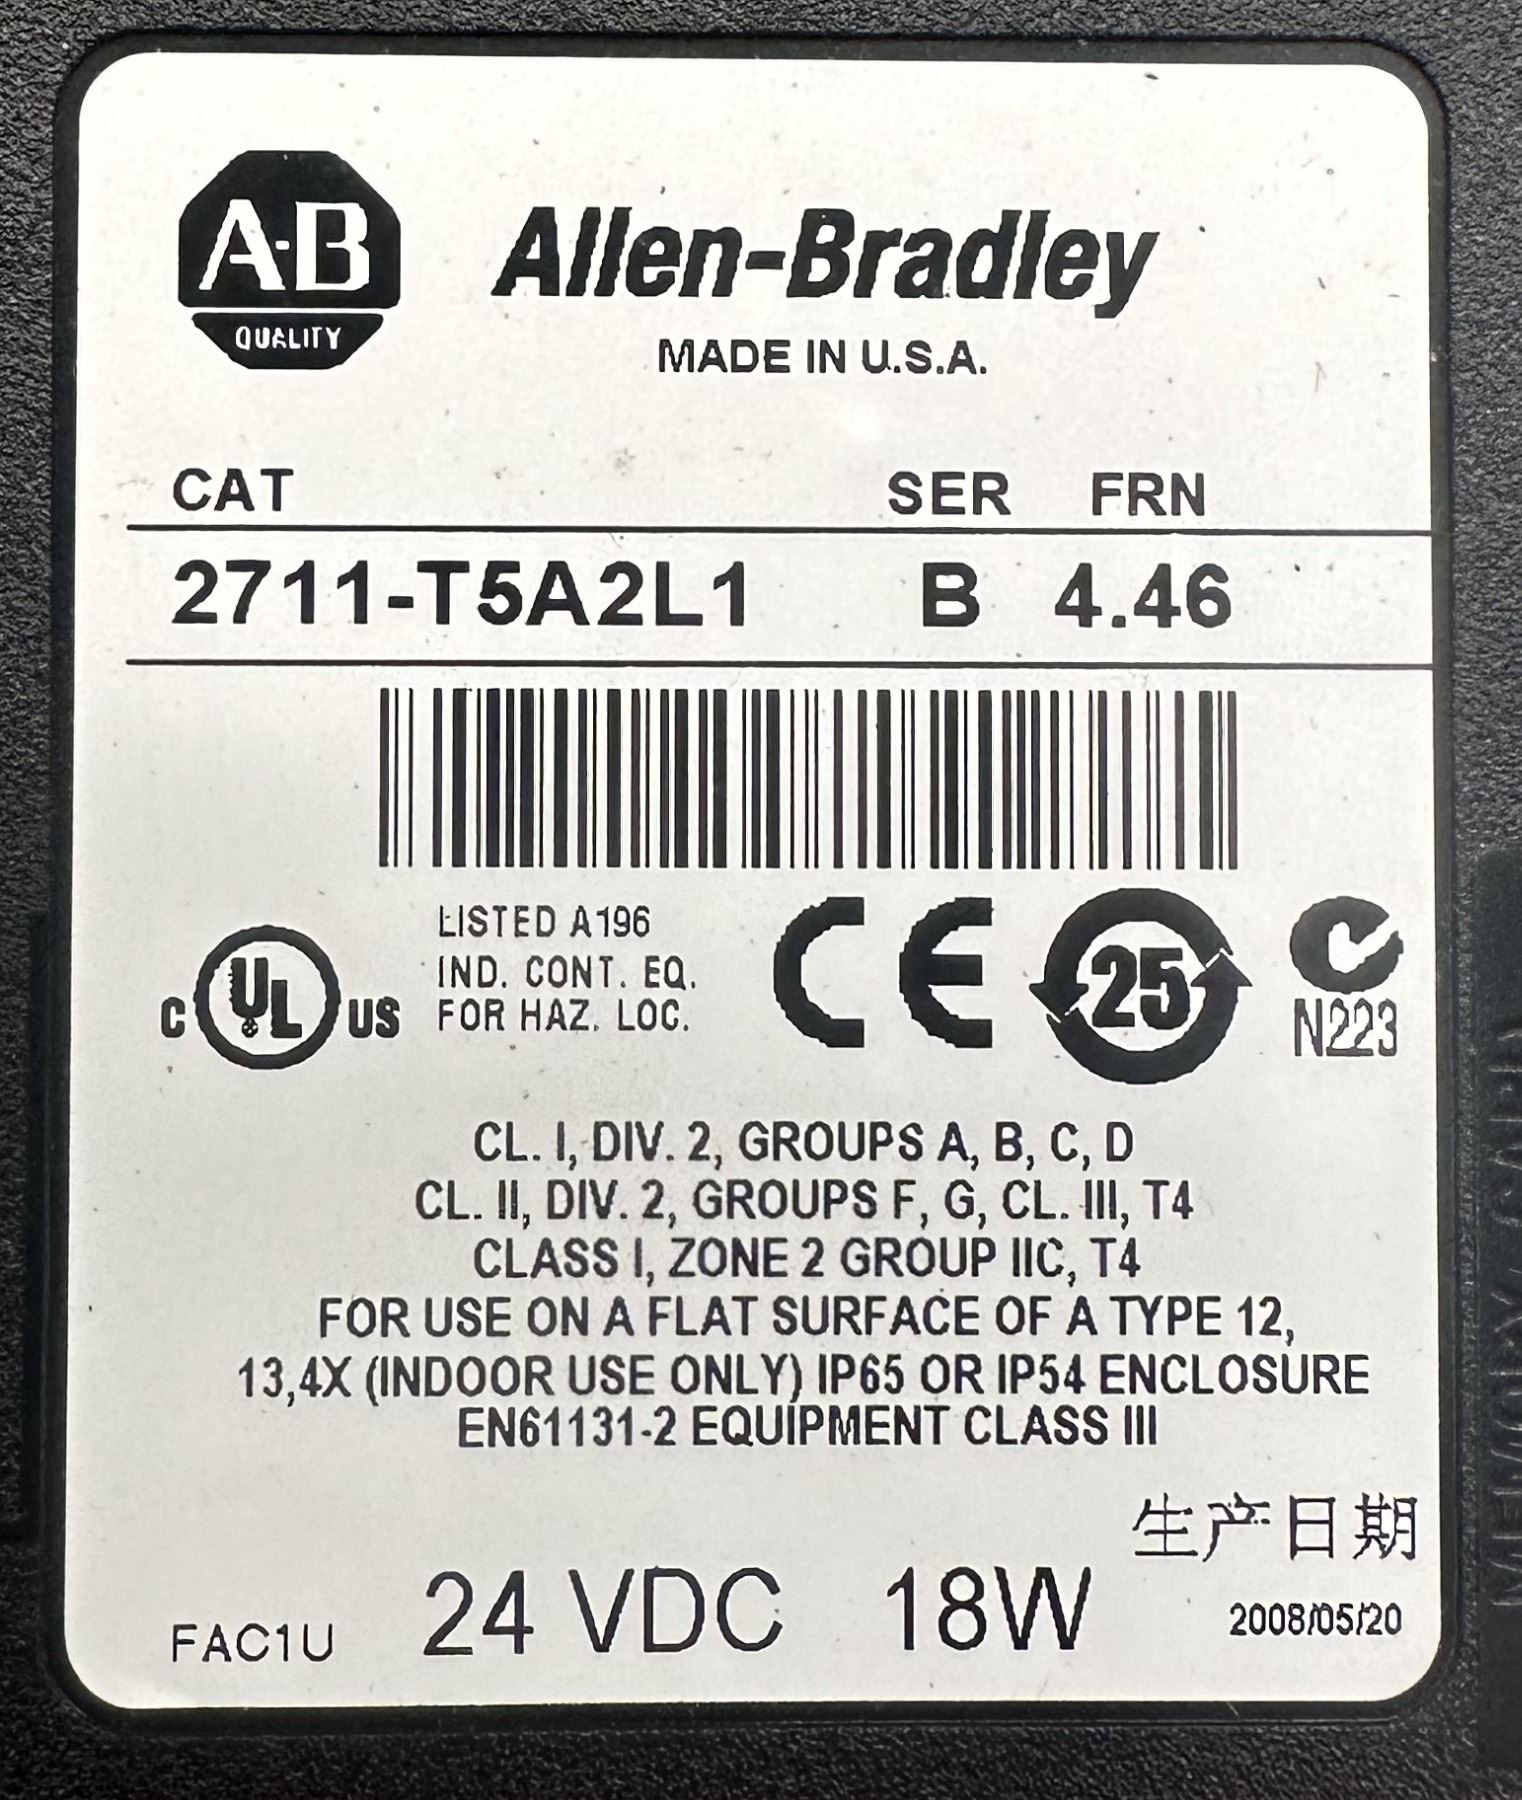 A-B
QUALITY
Allen-Bradley
MADE IN U.S.A.
CAT SER FRN
2711-T5A2L1 B 4.46
LISTED A196
IND. CONT. EQ.
FOR HAZ. LOC.
C UL US
CE
25
N223
CL. I, DIV. 2, GROUPS A, B, C, D
CL. II, DIV. 2, GROUPS F, G, CL. III, T4
CLASS I, ZONE 2 GROUP IIC, T4
FOR USE ON A FLAT SURFACE OF A TYPE 12,
13,4X (INDOOR USE ONLY) IP65 OR IP54 ENCLOSURE
EN61131-2 EQUIPMENT CLASS III
生产日期
FAC1U 24 VDC 18W 2008/05/20